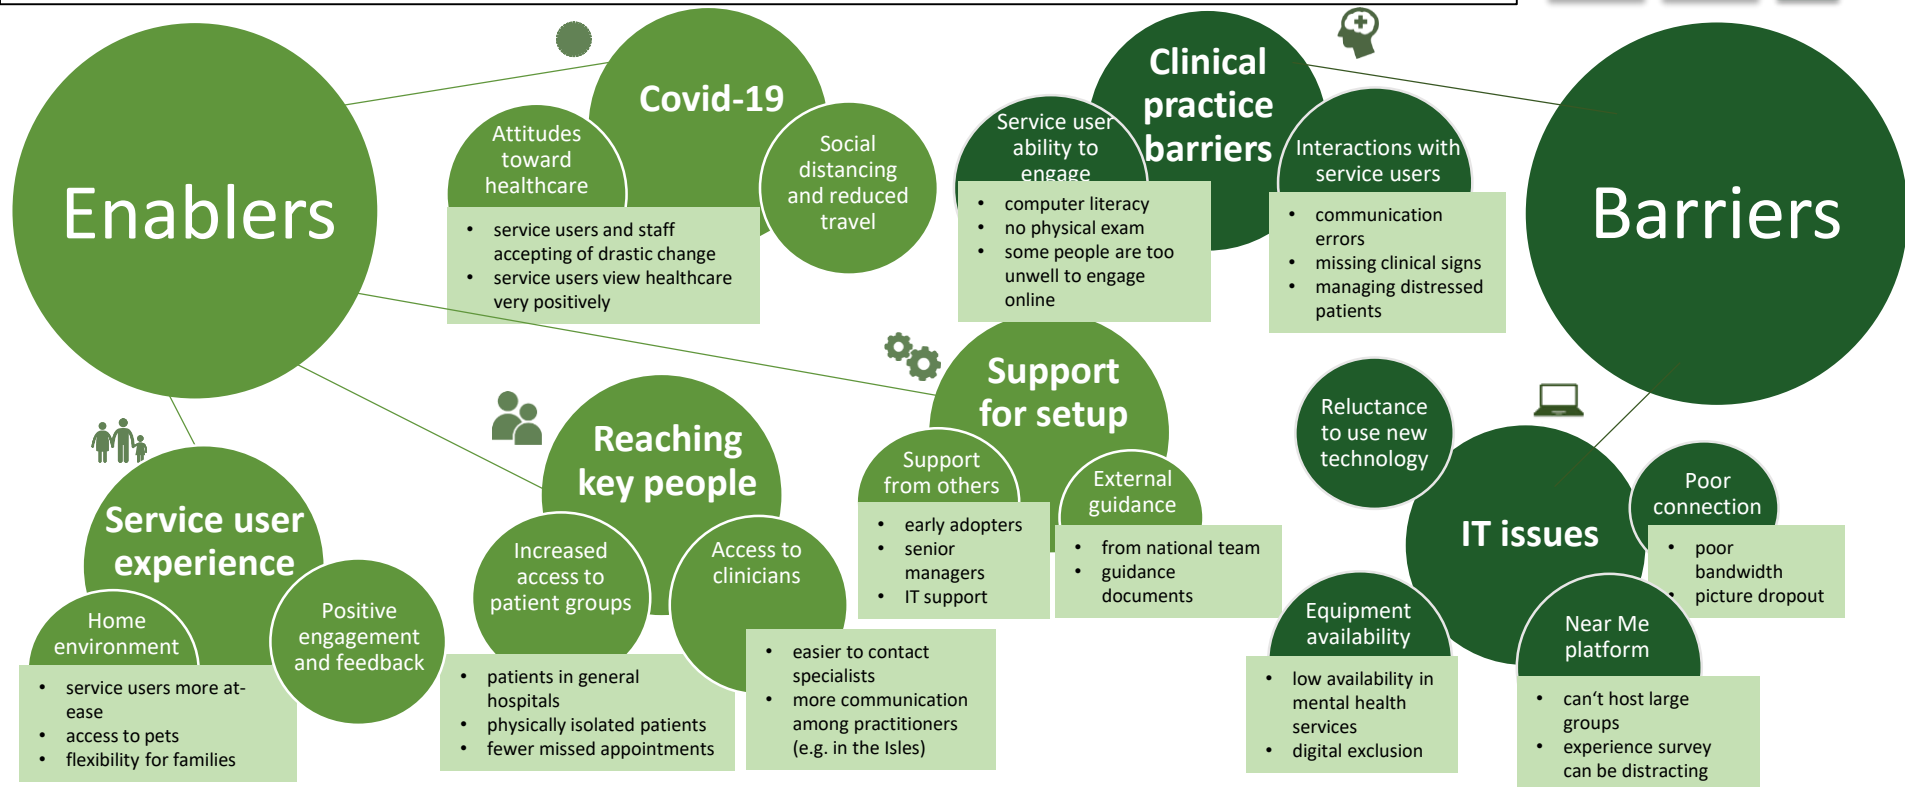 Enablers
Covid-19
Attitudes
toward
healthcare
• service users and staff
accepting of drastic change
• service users view healthcare
very positively
Social
distancing
and reduced
travel
Clinical
practice
barriers
Service user
ability to
engage
• computer literacy
• no physical exam
• some people are too
unwell to engage
online
Interactions with
service users
• communication
errors
• missing clinical signs
• managing distressed
patients
Barriers
Service user
experience
Home
environment
• service users more at-
ease
• access to pets
• flexibility for families
Positive
engagement
and feedback
Reaching
key people
Increased
access to
patient groups
• patients in general
hospitals
• physically isolated patients
• fewer missed appointments
Access to
clinicians
• easier to contact
specialists
• more communication
among practitioners
(e.g. in the Isles)
Support
for setup
Support
from others
• early adopters
• senior
managers
• IT support
External
guidance
• from national team
• guidance
documents
Reluctance
to use new
technology
IT issues
Poor
connection
• poor
bandwidth
• picture dropout
Equipment
availability
• low availability in
mental health
services
• digital exclusion
Near Me
platform
• can‘t host large
groups
• experience survey
can be distracting